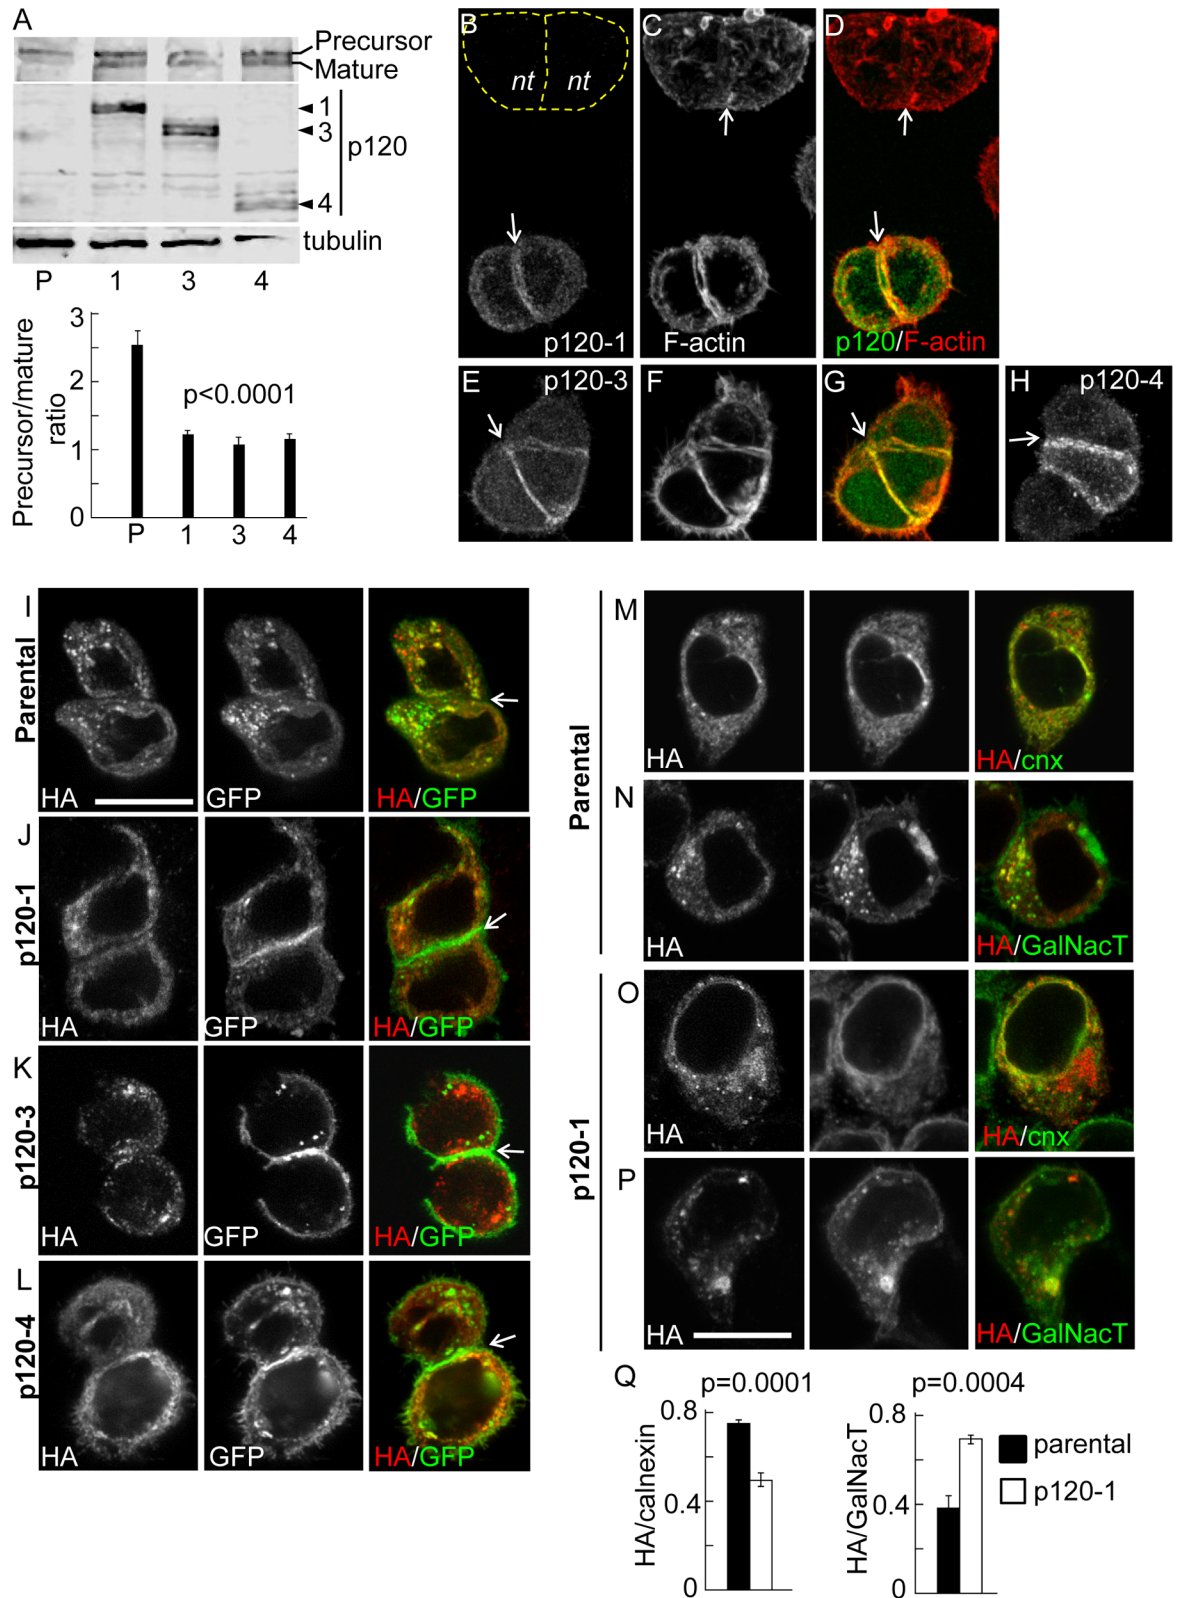 A
Precursor
Mature
1
3
p120
4
tubulin
P 1 3 4
3
2
1
0
Precursor/mature
ratio
p<0.0001
P 1 3 4
B
nt nt
p120-1
C
F-actin
D
p120/F-actin
E
p120-3
F
G
H
p120-4
I
Parental
HA
GFP
HA/GFP
J
p120-1
HA
GFP
HA/GFP
K
p120-3
HA
GFP
HA/GFP
L
p120-4
HA
GFP
HA/GFP
Parental
M
HA
HA/cnx
N
HA
HA/GalNacT
p120-1
O
HA
HA/cnx
P
HA
HA/GalNacT
Q
p=0.0001
0.8
0.4
0
HA/calnexin
p=0.0004
0.8
0.4
0
HA/GalNacT
parental
p120-1